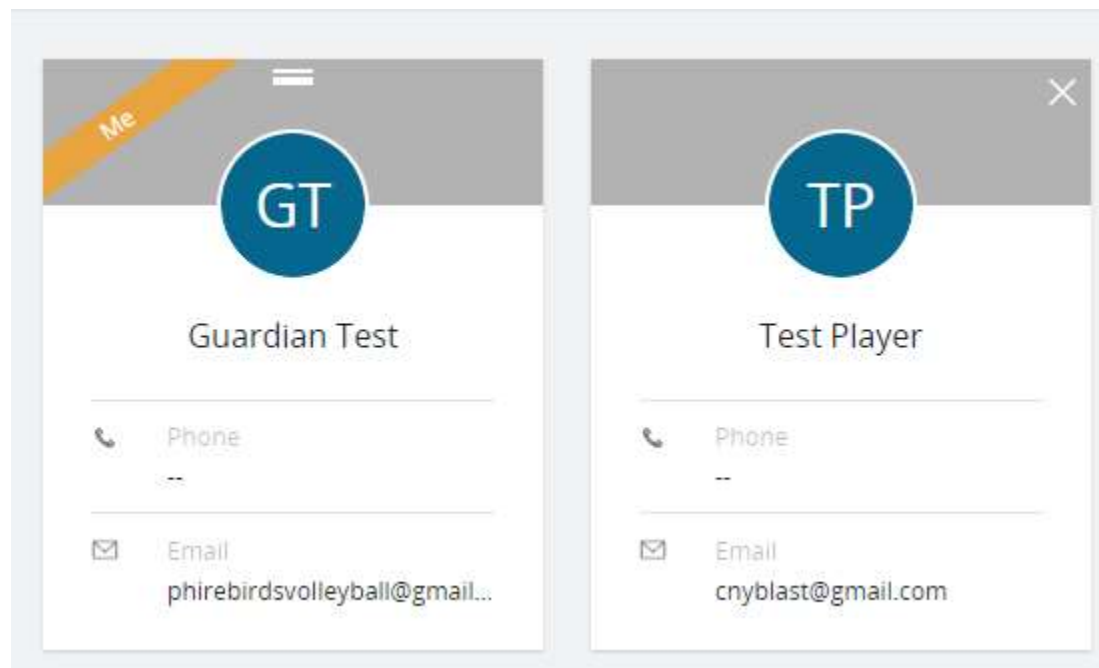 Me
GT
Guardian Test
Phone
--
Email
phirebirdsvolleyball@gmail...
TP
Test Player
Phone
--
Email
cnyblast@gmail.com